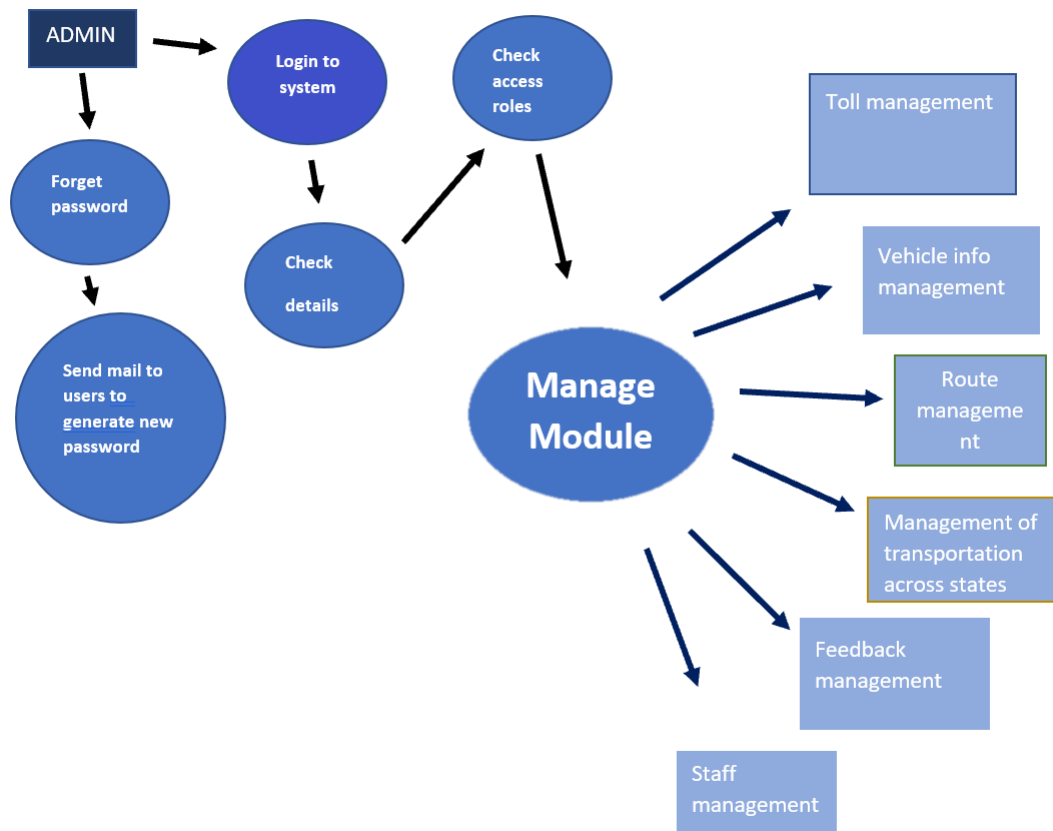 ADMIN
Login to
system
Check
access
roles
Toll management
Forget
password
Check
details
Vehicle info
management
Send mail to
users to
generate new
password
Manage
Module
Route
manageme
nt
Management of
transportation
across states
Feedback
management
Staff
management